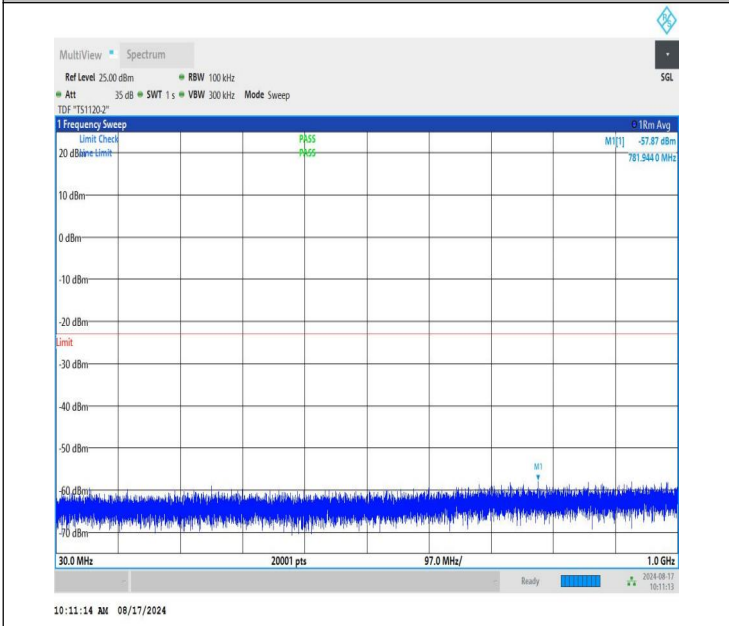 R S
MultiView Spectrum
Ref Level 25.00 dBm RBW 100 kHz SGL
Att 35 dB SWT 1 s VBW 300 kHz Mode Sweep
TDF "TS1120-2"
1 Frequency Sweep 1Rm Avg
Limit Check PASS M1[1] -57.87 dBm
Line Limit PASS 781.944 0 MHz
20 dBm
10 dBm
0 dBm
-10 dBm
-20 dBm
Limit
-30 dBm
-40 dBm
-50 dBm
M1
-60 dBm
-70 dBm
30.0 MHz 20001 pts 97.0 MHz/ 1.0 GHz
Ready 2024-08-17
10:11:13
10:11:14 AM 08/17/2024